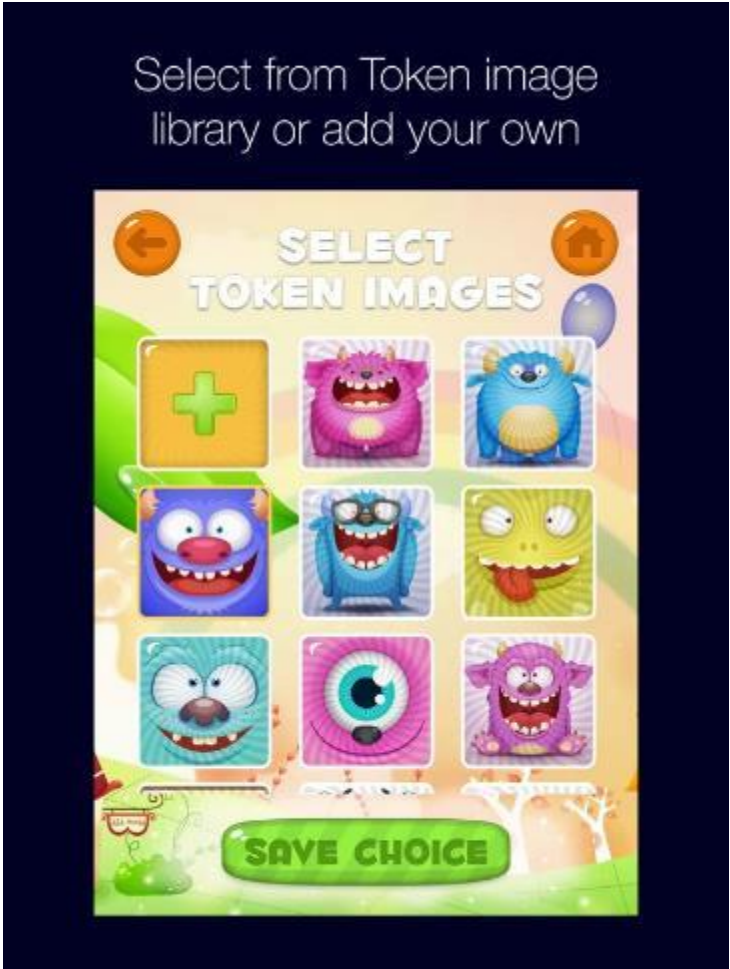 Select from Token image
library or add your own
SELECT
TOKEN IMAGES
SAVE CHOICE